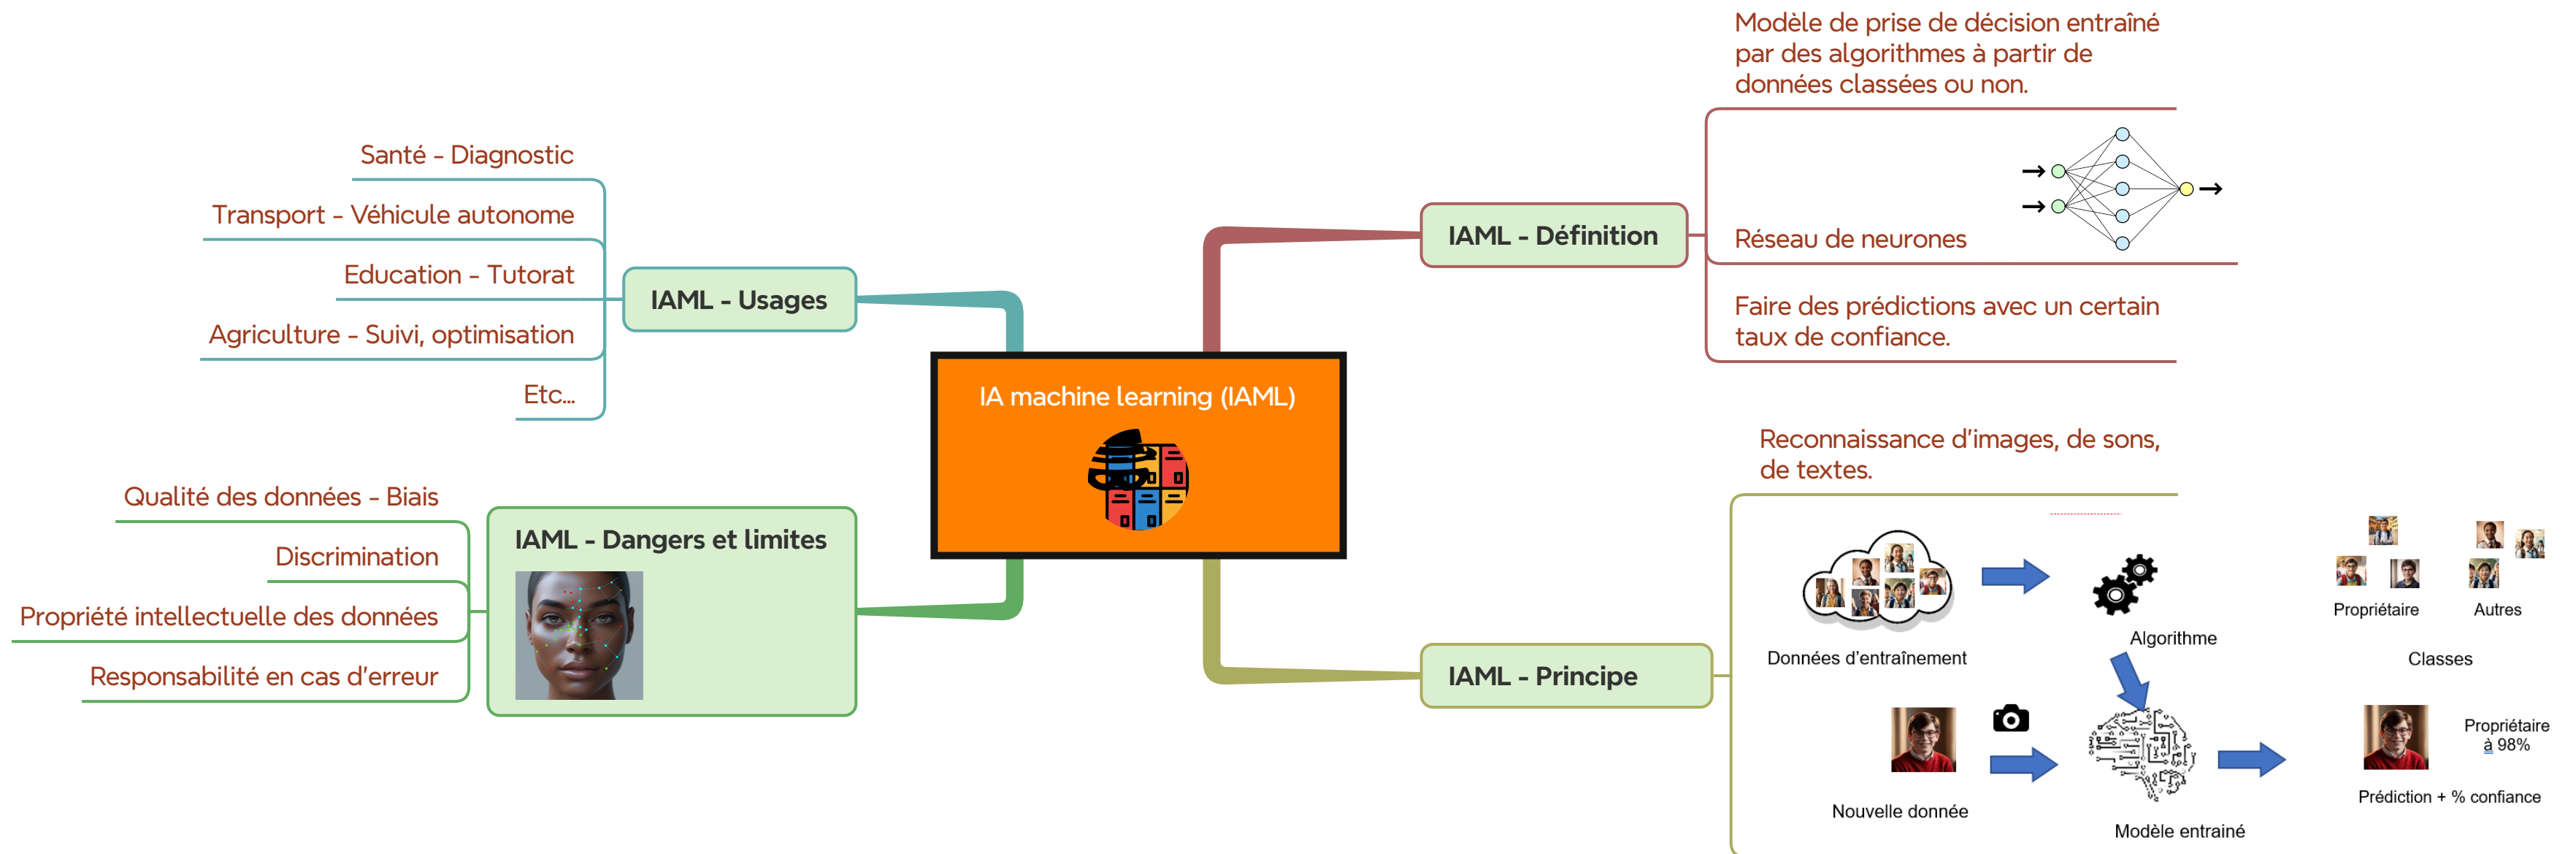 IA machine learning (IAML)
IAML - Définition
Modèle de prise de décision entraîné
par des algorithmes à partir de
données classées ou non.
Réseau de neurones
Faire des prédictions avec un certain
taux de confiance.
IAML - Principe
Reconnaissance d'images, de sons,
de textes.
Données d'entraînement
Algorithme
Propriétaire
Autres
Classes
Nouvelle donnée
Modèle entrainé
Propriétaire
à 98%
Prédiction + % confiance
IAML - Usages
Santé - Diagnostic
Transport - Véhicule autonome
Education - Tutorat
Agriculture - Suivi, optimisation
Etc...
IAML - Dangers et limites
Qualité des données - Biais
Discrimination
Propriété intellectuelle des données
Responsabilité en cas d'erreur